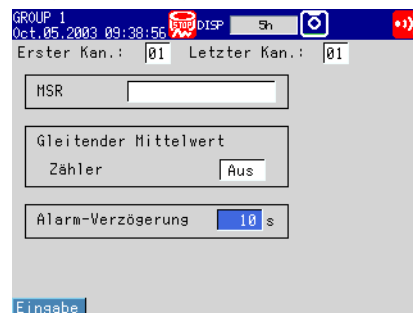 GROUP 1
Oct.05.2003 09:38:56 STOP DISP 5h
Erster Kan.: 01 Letzter Kan.: 01
MSR
Gleitender Mittelwert
Zähler Aus
Alarm-Verzögerung 10 s
Eingabe